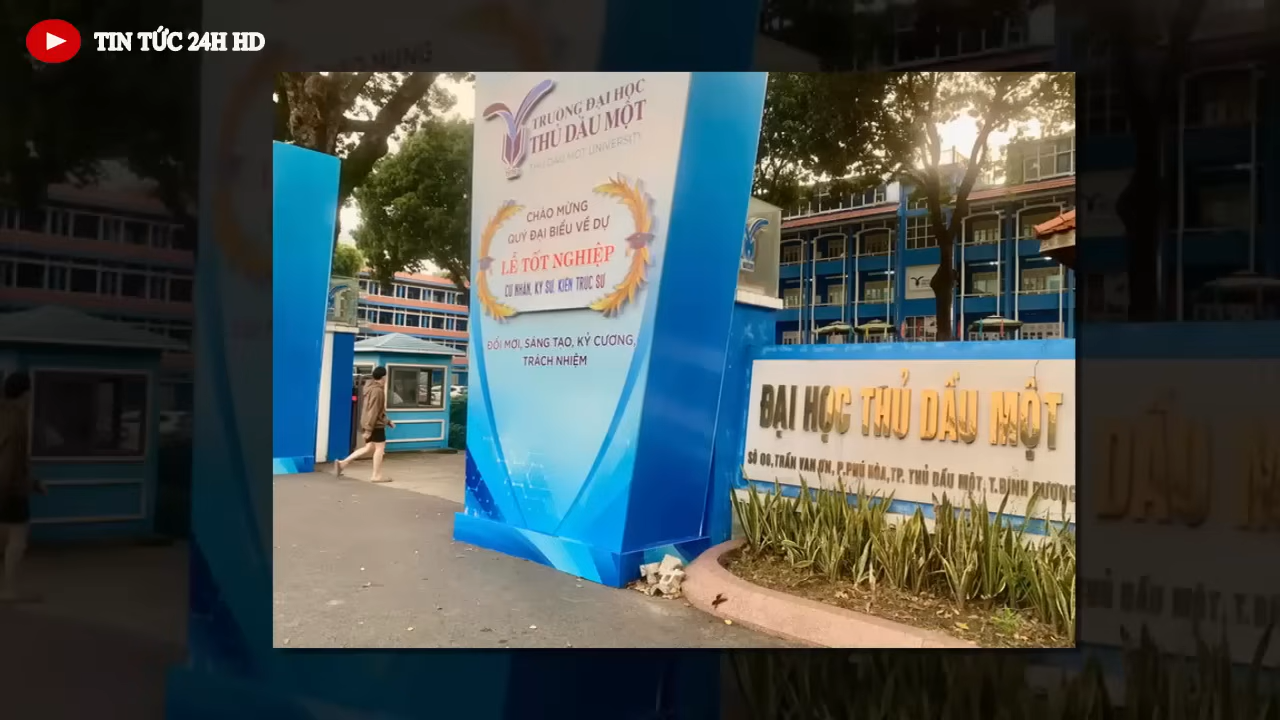 TIN TỨC 24H HD
TRƯỜNG ĐẠI HỌC
THỦ DẦU MỘT
THU DAU MOT UNIVERSITY
CHÀO MỪNG
QUÝ ĐẠI BIỂU VỀ DỰ
LỄ TỐT NGHIỆP
CỬ NHÂN, KỸ SƯ, KIẾN TRÚC SƯ
ĐỔI MỚI, SÁNG TẠO, KỶ CƯƠNG,
TRÁCH NHIỆM
ĐẠI HỌC THỦ DẦU MỘT
SỐ 06, TRẦN VĂN ƠN, P.PHÚ HÒA, TP. THỦ DẦU MỘT, T.BÌNH DƯƠNG